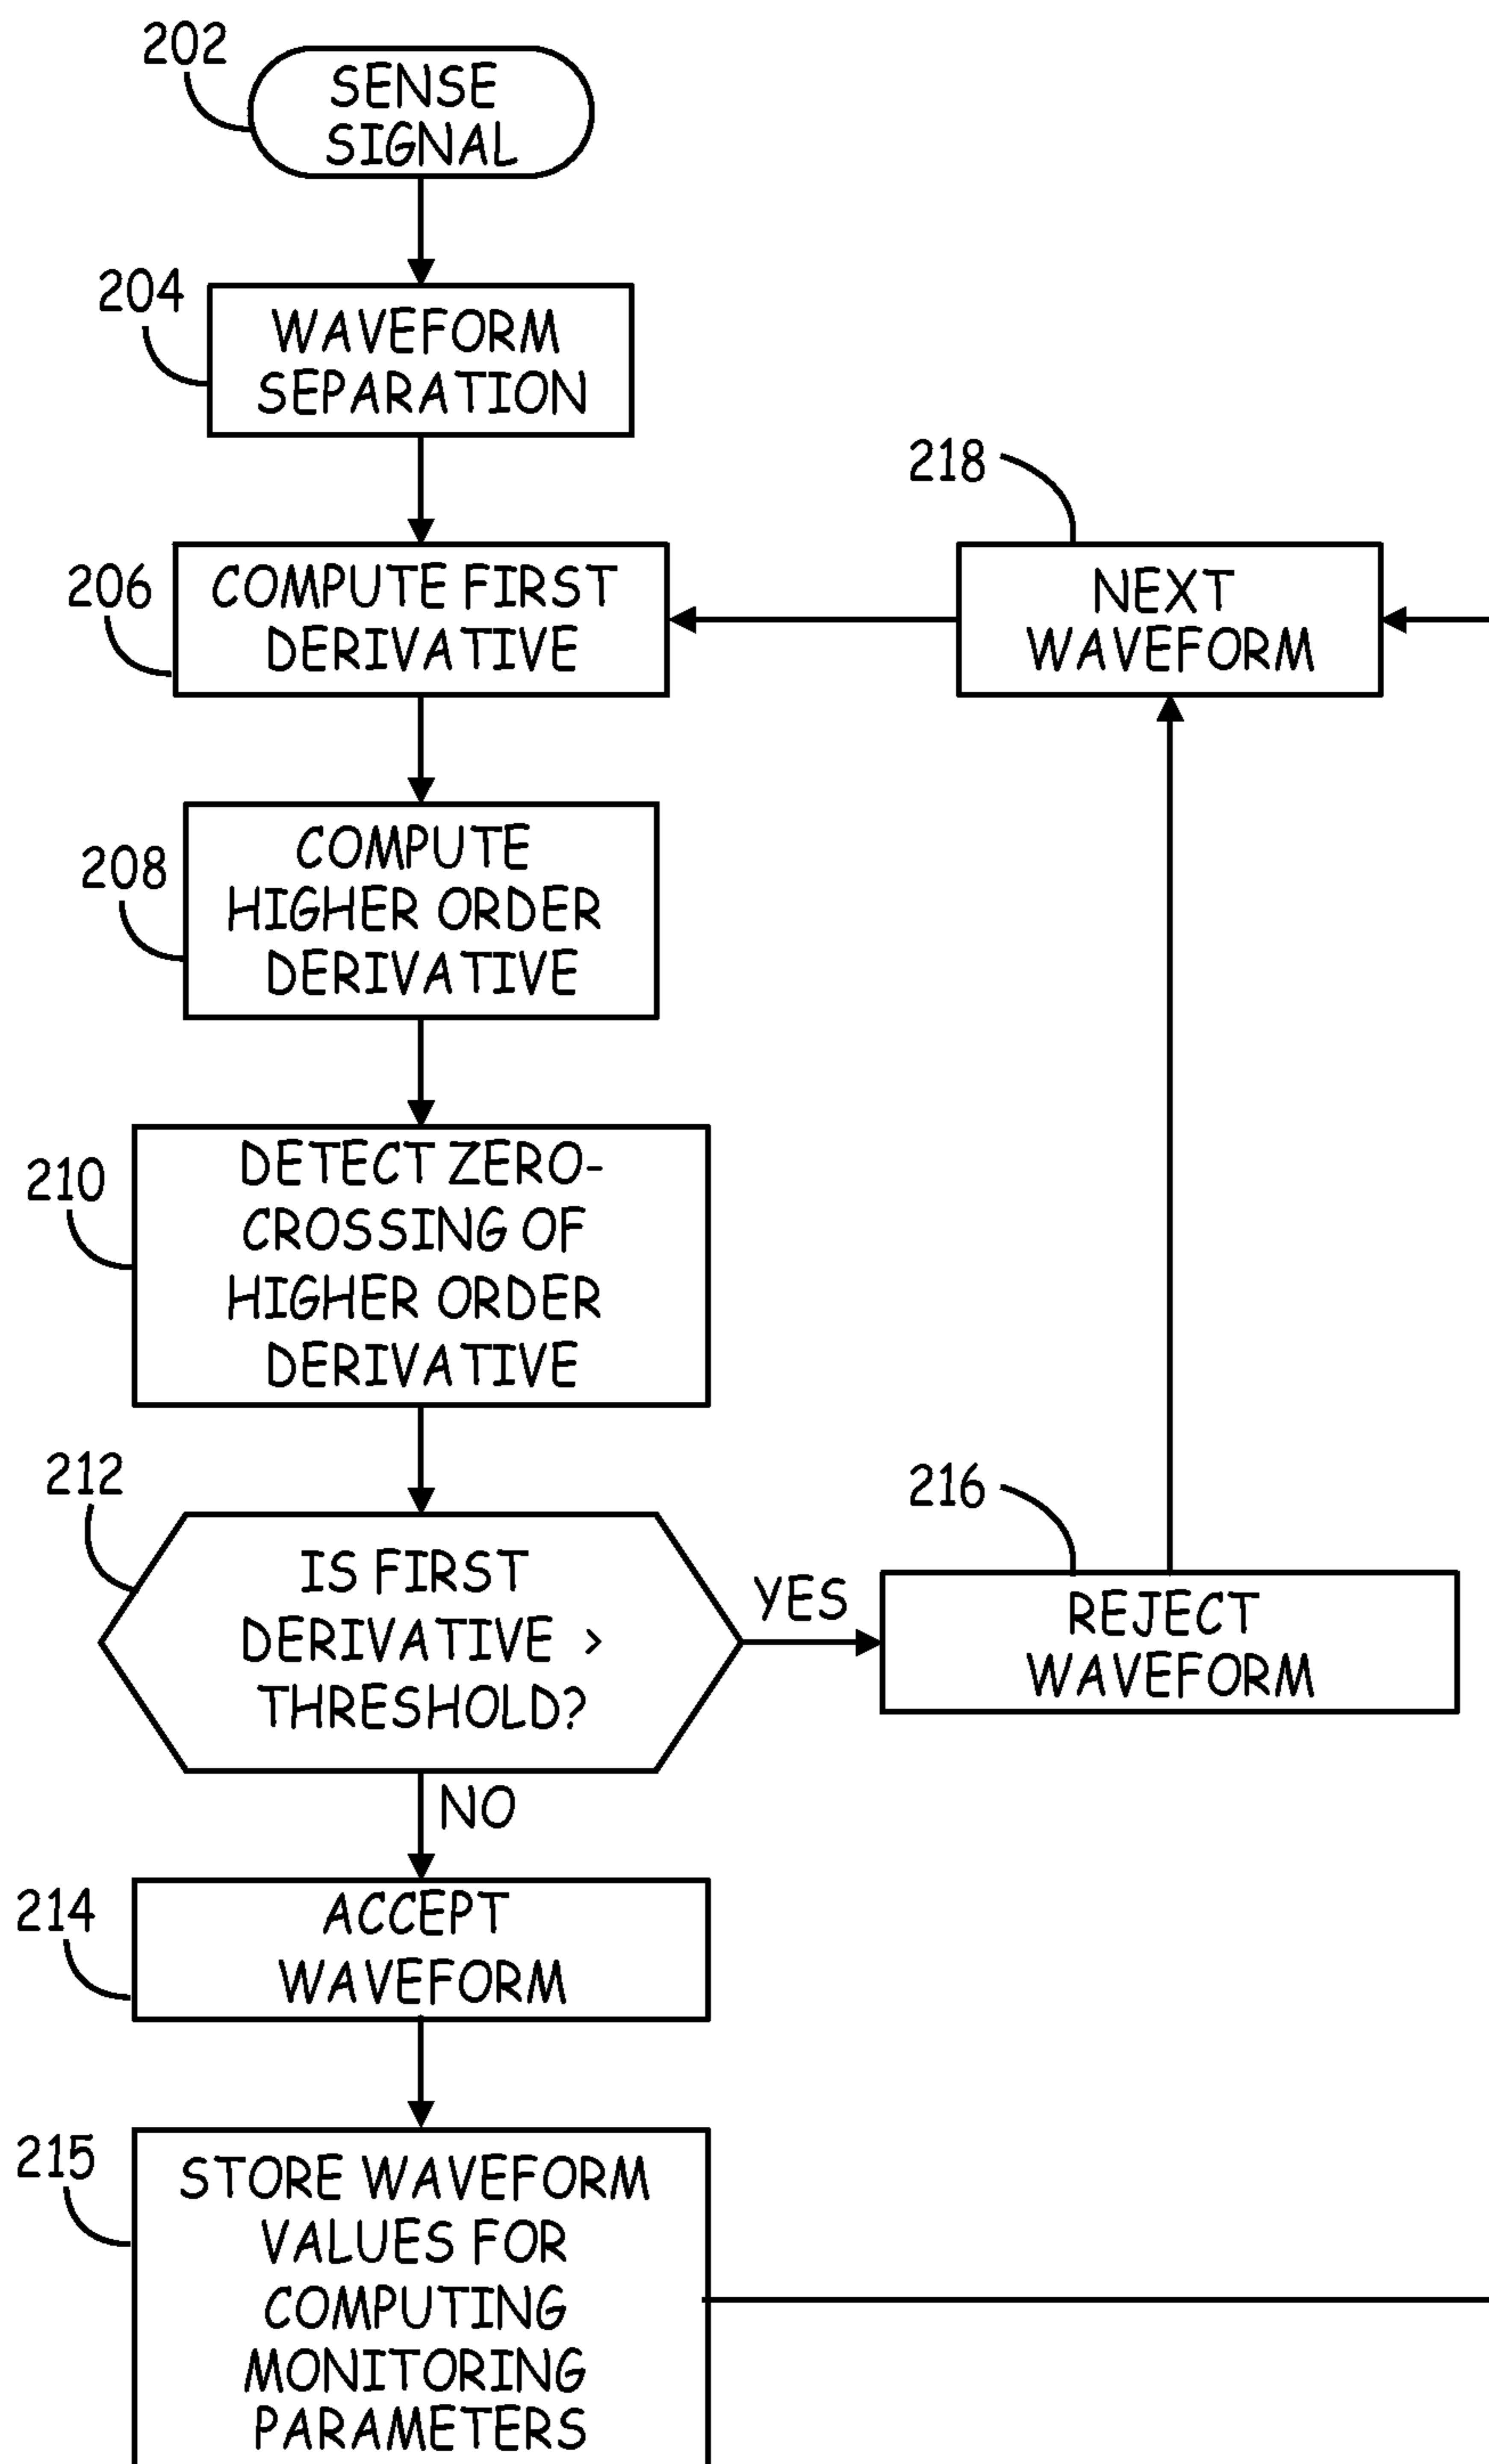 202
SENSE
SIGNAL
204
WAVEFORM
SEPARATION
218
206
COMPUTE FIRST
DERIVATIVE
NEXT
WAVEFORM
208
COMPUTE
HIGHER ORDER
DERIVATIVE
210
DETECT ZERO-
CROSSING OF
HIGHER ORDER
DERIVATIVE
212
IS FIRST
DERIVATIVE >
THRESHOLD?
YES
216
REJECT
WAVEFORM
NO
214
ACCEPT
WAVEFORM
215
STORE WAVEFORM
VALUES FOR
COMPUTING
MONITORING
PARAMETERS